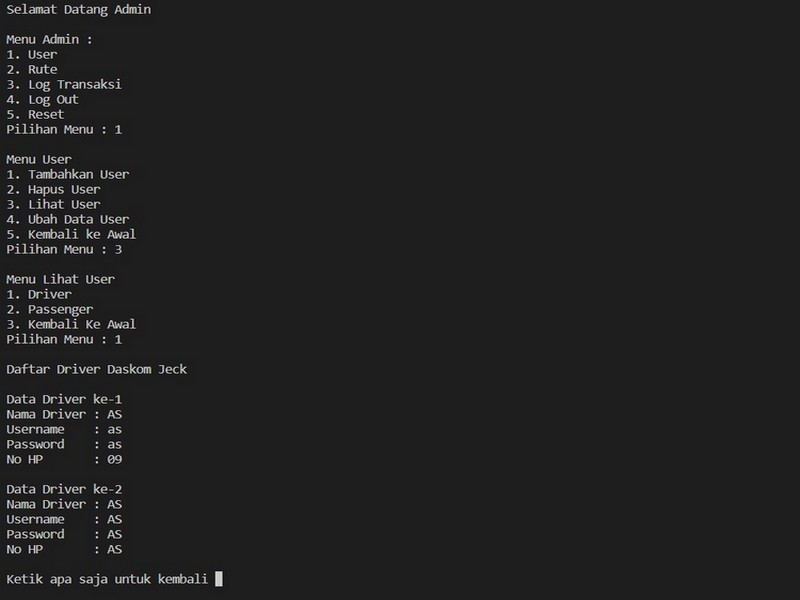 Selamat Datang Admin
Menu Admin :
1. User
2. Rute
3. Log Transaksi
4. Log Out
5. Reset
Pilihan Menu : 1
Menu User
1. Tambahkan User
2. Hapus User
3. Lihat User
4. Ubah Data User
5. Kembali ke Awal
Pilihan Menu : 3
Menu Lihat User
1. Driver
2. Passenger
3. Kembali Ke Awal
Pilihan Menu : 1
Daftar Driver Daskom Jeck
Data Driver ke-1
Nama Driver : AS
Username    : as
Password    : as
No HP       : 09
Data Driver ke-2
Nama Driver : AS
Username    : AS
Password    : AS
No HP       : AS
Ketik apa saja untuk kembali